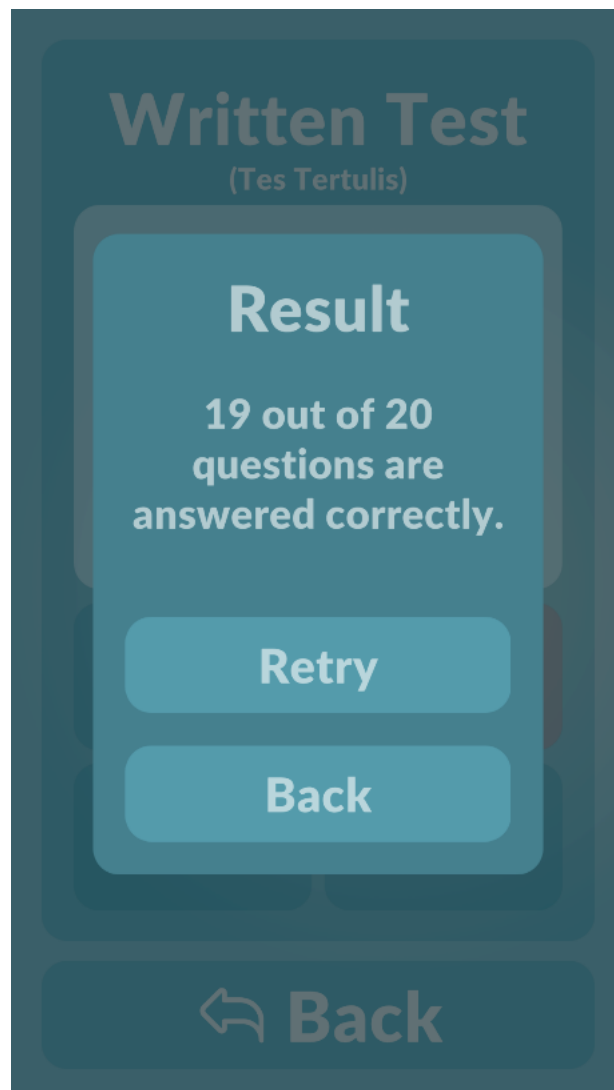 Written Test
(Tes Tertulis)
Result
19 out of 20
questions are
answered correctly.
Retry
Back
Back